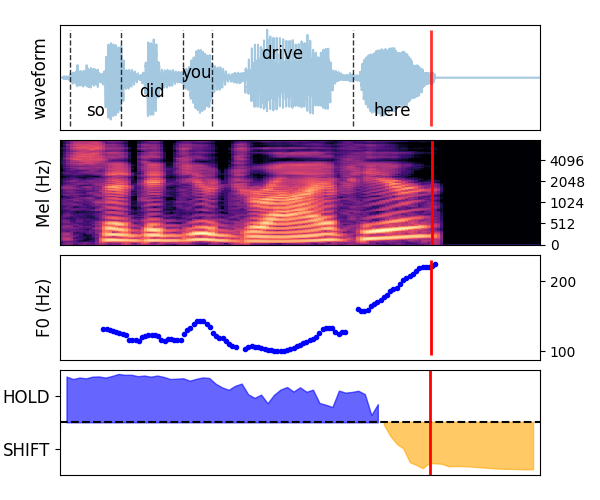 waveform
so
did
you
drive
here
Mel (Hz)
4096
2048
1024
512
0
F0 (Hz)
200
100
HOLD
SHIFT